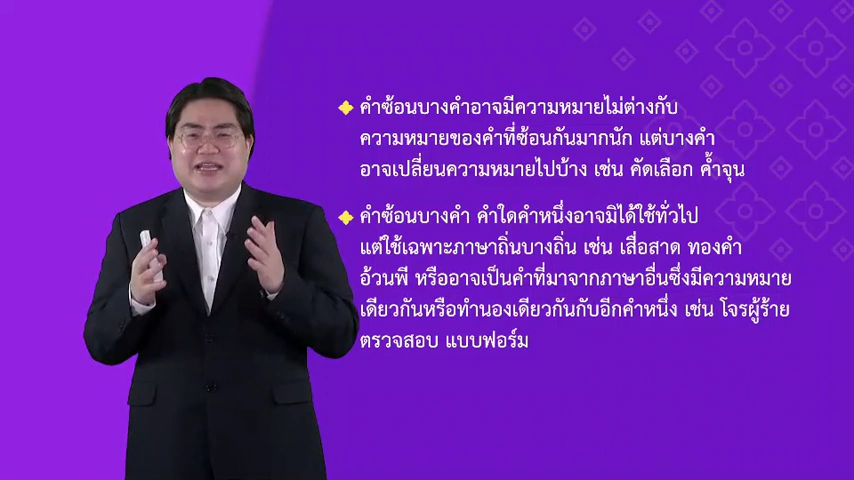 คำซ้อนบางคำอาจมีความหมายไม่ต่างกับ
ความหมายของคำที่ซ้อนกันมากนัก แต่บางคำ
อาจเปลี่ยนความหมายไปบ้าง เช่น คัดเลือก ค้ำจุน
คำซ้อนบางคำ คำใดคำหนึ่งอาจมิได้ใช้ทั่วไป
แต่ใช้เฉพาะภาษาถิ่นบางถิ่น เช่น เสื่อสาด ทองคำ
อ้วนพี หรืออาจเป็นคำที่มาจากภาษาอื่นซึ่งมีความหมาย
เดียวกันหรือทำนองเดียวกันกับอีกคำหนึ่ง เช่น โจรผู้ร้าย
ตรวจสอบ แบบฟอร์ม